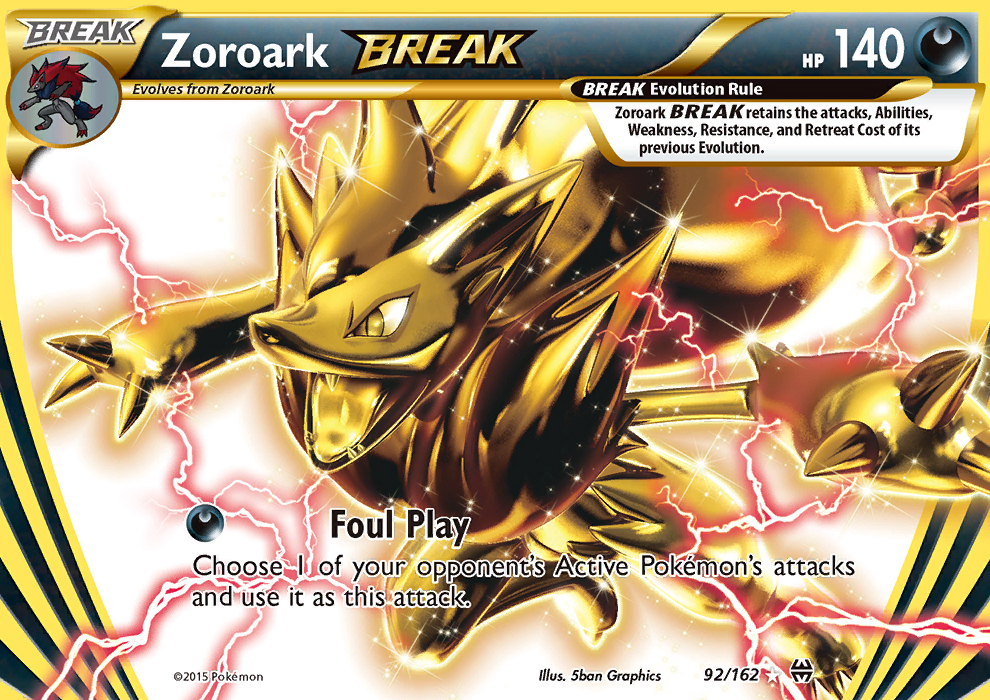 BREAK
Zoroark BREAK
HP 140
Evolves from Zoroark
BREAK Evolution Rule
Zoroark BREAK retains the attacks, Abilities,
Weakness, Resistance, and Retreat Cost of its
previous Evolution.
Foul Play
Choose 1 of your opponent's Active Pokémon's attacks
and use it as this attack.
©2015 Pokémon
Illus. 5ban Graphics
92/162